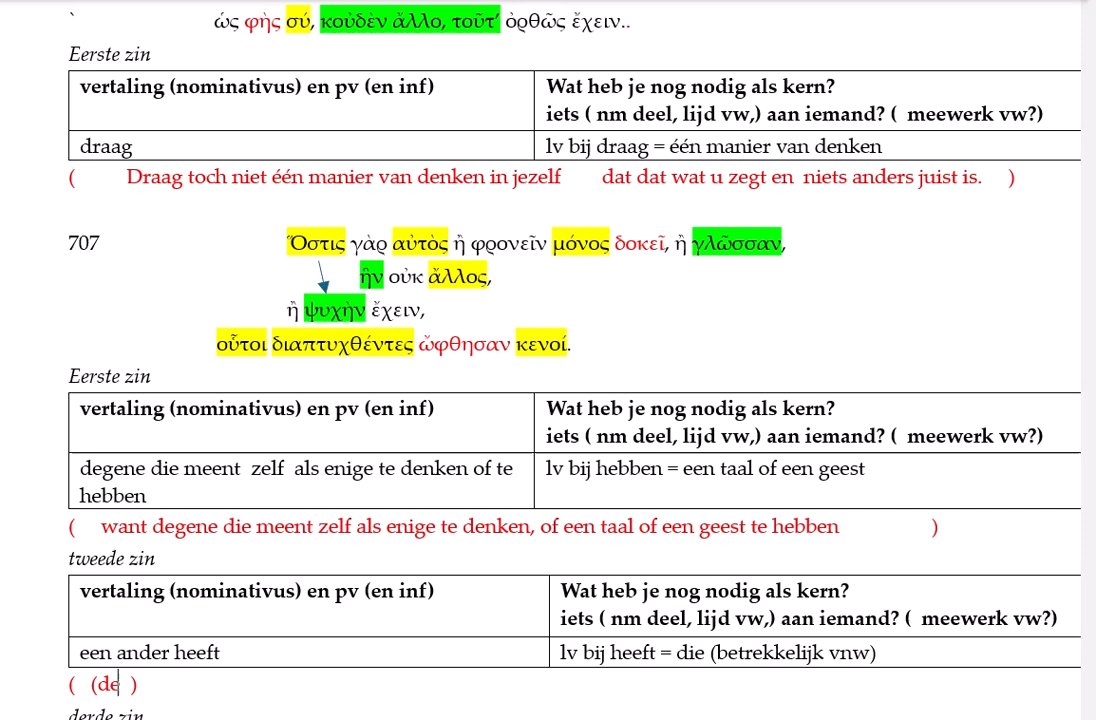 ` ὡς φὴς σύ, κοὐδὲν ἄλλο, τοῦτ’ ὀρθῶς ἔχειν..
Eerste zin
vertaling (nominativus) en pv (en inf)
Wat heb je nog nodig als kern?
iets ( nm deel, lijd vw,) aan iemand? ( meewerk vw?)
draag
lv bij draag = één manier van denken
( Draag toch niet één manier van denken in jezelf dat dat wat u zegt en niets anders juist is. )
707 Ὅστις γὰρ αὐτὸς ἢ φρονεῖν μόνος δοκεῖ, ἢ γλῶσσαν,
ἣν οὐκ ἄλλος,
ἢ ψυχὴν ἔχειν,
οὗτοι διαπτυχθέντες ὤφθησαν κενοί.
Eerste zin
vertaling (nominativus) en pv (en inf)
Wat heb je nog nodig als kern?
iets ( nm deel, lijd vw,) aan iemand? ( meewerk vw?)
degene die meent zelf als enige te denken of te
hebben
lv bij hebben = een taal of een geest
( want degene die meent zelf als enige te denken, of een taal of een geest te hebben )
tweede zin
vertaling (nominativus) en pv (en inf)
Wat heb je nog nodig als kern?
iets ( nm deel, lijd vw,) aan iemand? ( meewerk vw?)
een ander heeft
lv bij heeft = die (betrekkelijk vnw)
( (de )
derde zin